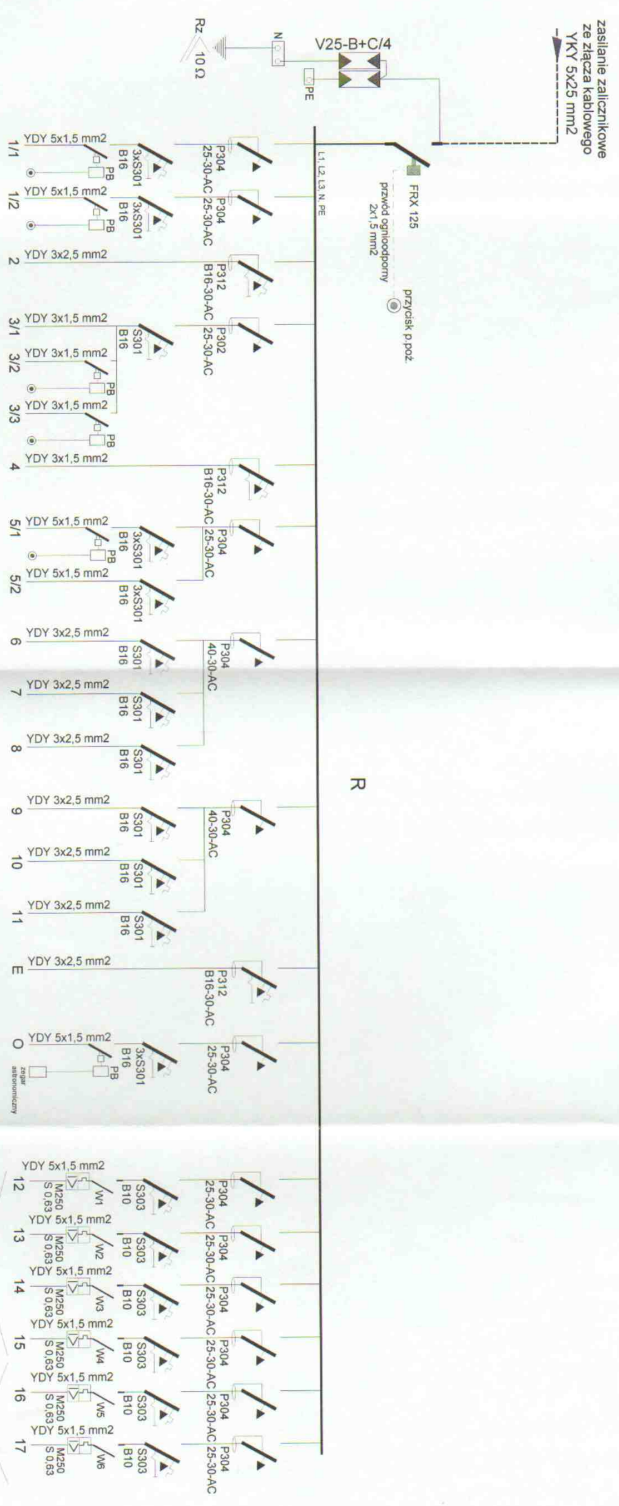 zasilanie zalicznikowe
ze złącza kablowego
YKY 5x25 mm2
FRX 125
przwód ognioodporny
2x1,5 mm2
przycisk p.poż.
V25-B+C/4
N
PE
Rz
10 Ω
L1, L2, L3, N, PE
R
P304
25-30-AC
3xS301
B16
PB
YDY 5x1,5 mm2
1/1
P304
25-30-AC
3xS301
B16
PB
YDY 5x1,5 mm2
1/2
P312
B16-30-AC
YDY 3x2,5 mm2
2
P302
25-30-AC
S301
B16
YDY 3x1,5 mm2
3/1
PB
YDY 3x1,5 mm2
3/2
PB
YDY 3x1,5 mm2
3/3
P312
B16-30-AC
YDY 3x1,5 mm2
4
P304
25-30-AC
3xS301
B16
PB
YDY 5x1,5 mm2
5/1
3xS301
B16
YDY 5x1,5 mm2
5/2
P304
40-30-AC
S301
B16
YDY 3x2,5 mm2
6
S301
B16
YDY 3x2,5 mm2
7
S301
B16
YDY 3x2,5 mm2
8
P304
40-30-AC
S301
B16
YDY 3x2,5 mm2
9
S301
B16
YDY 3x2,5 mm2
10
S301
B16
YDY 3x2,5 mm2
11
P312
B16-30-AC
YDY 3x2,5 mm2
E
P304
25-30-AC
3xS301
B16
PB
YDY 5x1,5 mm2
O
zegar
astronomiczny
P304
25-30-AC
S303
B10
W1
M250
S 0,63
YDY 5x1,5 mm2
12
P304
25-30-AC
S303
B10
W2
M250
S 0,63
YDY 5x1,5 mm2
13
P304
25-30-AC
S303
B10
W3
M250
S 0,63
YDY 5x1,5 mm2
14
P304
25-30-AC
S303
B10
W4
M250
S 0,63
YDY 5x1,5 mm2
15
P304
25-30-AC
S303
B10
W5
M250
S 0,63
YDY 5x1,5 mm2
16
P304
25-30-AC
S303
B10
W6
M250
S 0,63
YDY 5x1,5 mm2
17